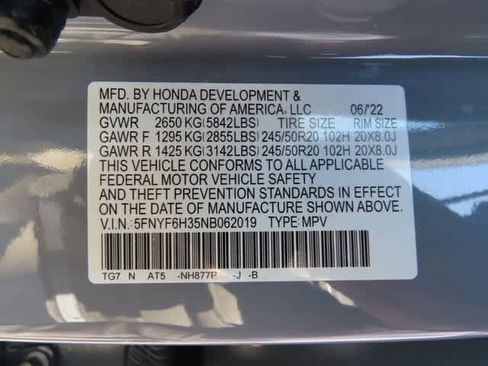 MFD. BY HONDA DEVELOPMENT &
MANUFACTURING OF AMERICA, LLC 06/22
GVWR 2650 KG(5842LBS) TIRE SIZE RIM SIZE
GAWR F 1295 KG(2855LBS) 245/50R20 102H 20X8.0J
GAWR R 1425 KG(3142LBS) 245/50R20 102H 20X8.0J
THIS VEHICLE CONFORMS TO ALL APPLICABLE
FEDERAL MOTOR VEHICLE SAFETY
AND THEFT PREVENTION STANDARDS IN EFFECT
ON THE DATE OF MANUFACTURE SHOWN ABOVE.
V.I.N.: 5FNYF6H35NB062019 TYPE: MPV
TG7 N AT5 -NH877P -J -B